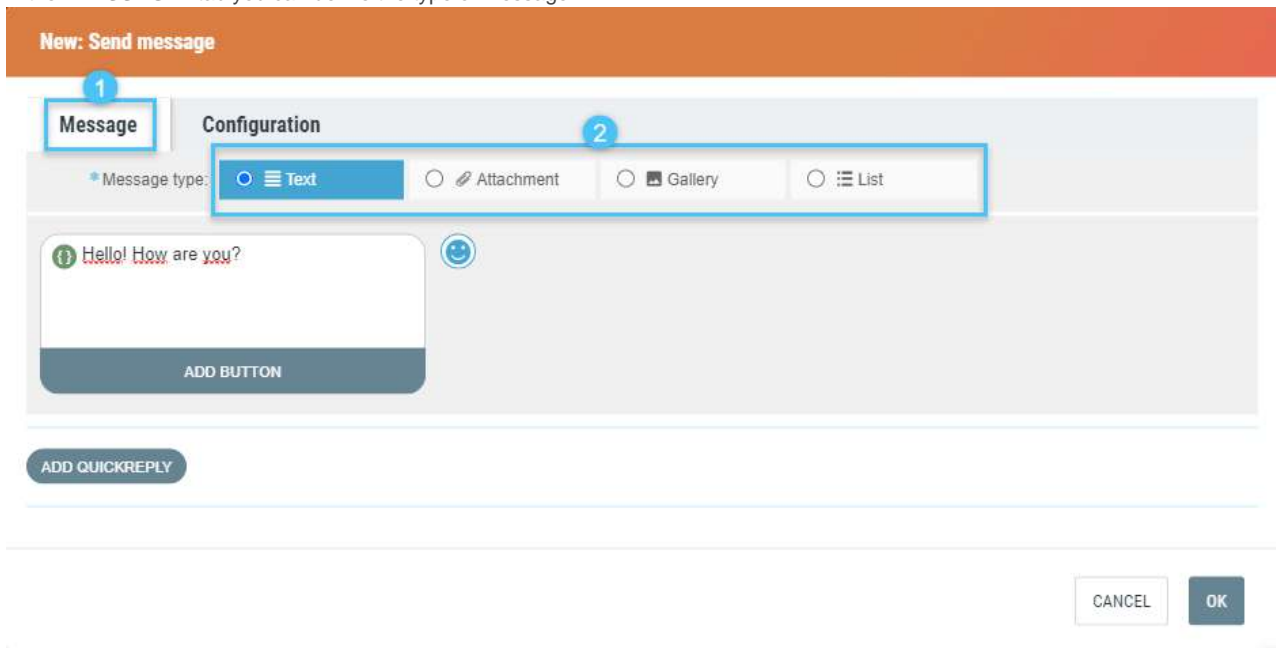 New: Send message
1
Message Configuration
2
* Message type: Text Attachment Gallery List
{} Hello! How are you?
ADD BUTTON
ADD QUICKREPLY
CANCEL OK